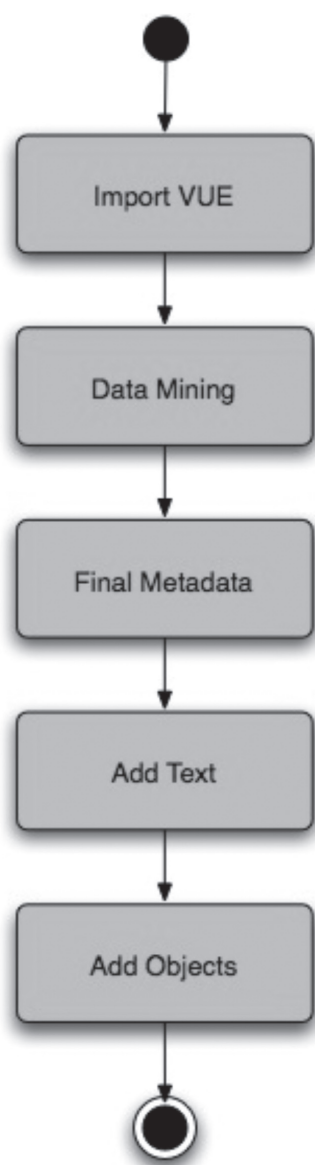 Import VUE
Data Mining
Final Metadata
Add Text
Add Objects